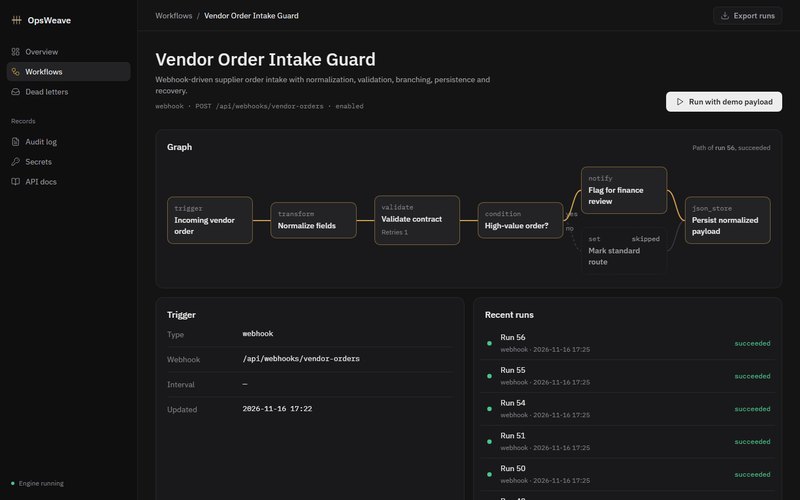 OpsWeave
Overview
Workflows
Dead letters
Records
Audit log
Secrets
API docs
Engine running
Workflows / Vendor Order Intake Guard
Export runs
Vendor Order Intake Guard
Webhook-driven supplier order intake with normalization, validation, branching, persistence and
recovery.
webhook · POST /api/webhooks/vendor-orders · enabled
Run with demo payload
Graph
Path of run 56, succeeded
trigger
Incoming vendor
order
transform
Normalize fields
validate
Validate contract
Retries 1
condition
High-value order?
yes
no
notify
Flag for finance
review
set skipped
Mark standard
route
json_store
Persist normalized
payload
Trigger
Type webhook
Webhook /api/webhooks/vendor-orders
Interval —
Updated 2026-11-16 17:22
Recent runs
Run 56
webhook · 2026-11-16 17:25
succeeded
Run 55
webhook · 2026-11-16 17:25
succeeded
Run 54
webhook · 2026-11-16 17:25
succeeded
Run 51
webhook · 2026-11-16 17:25
succeeded
Run 50
webhook · 2026-11-16 17:25
succeeded